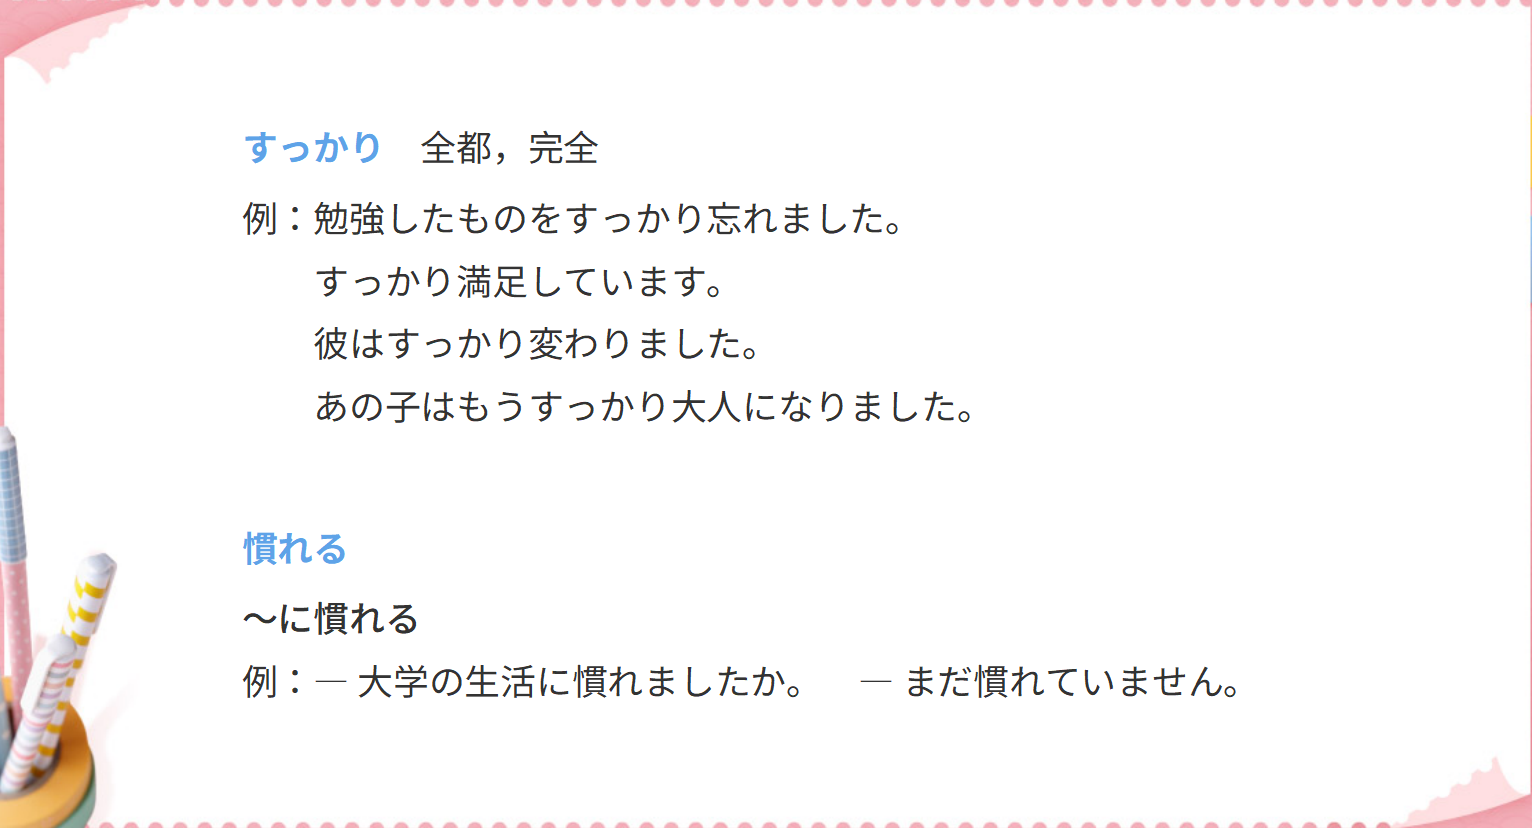 すっかり　全都，完全
例：勉強したものをすっかり忘れました。
すっかり満足しています。
彼はすっかり変わりました。
あの子はもうすっかり大人になりました。
慣れる
～に慣れる
例：― 大学の生活に慣れましたか。　― まだ慣れていません。